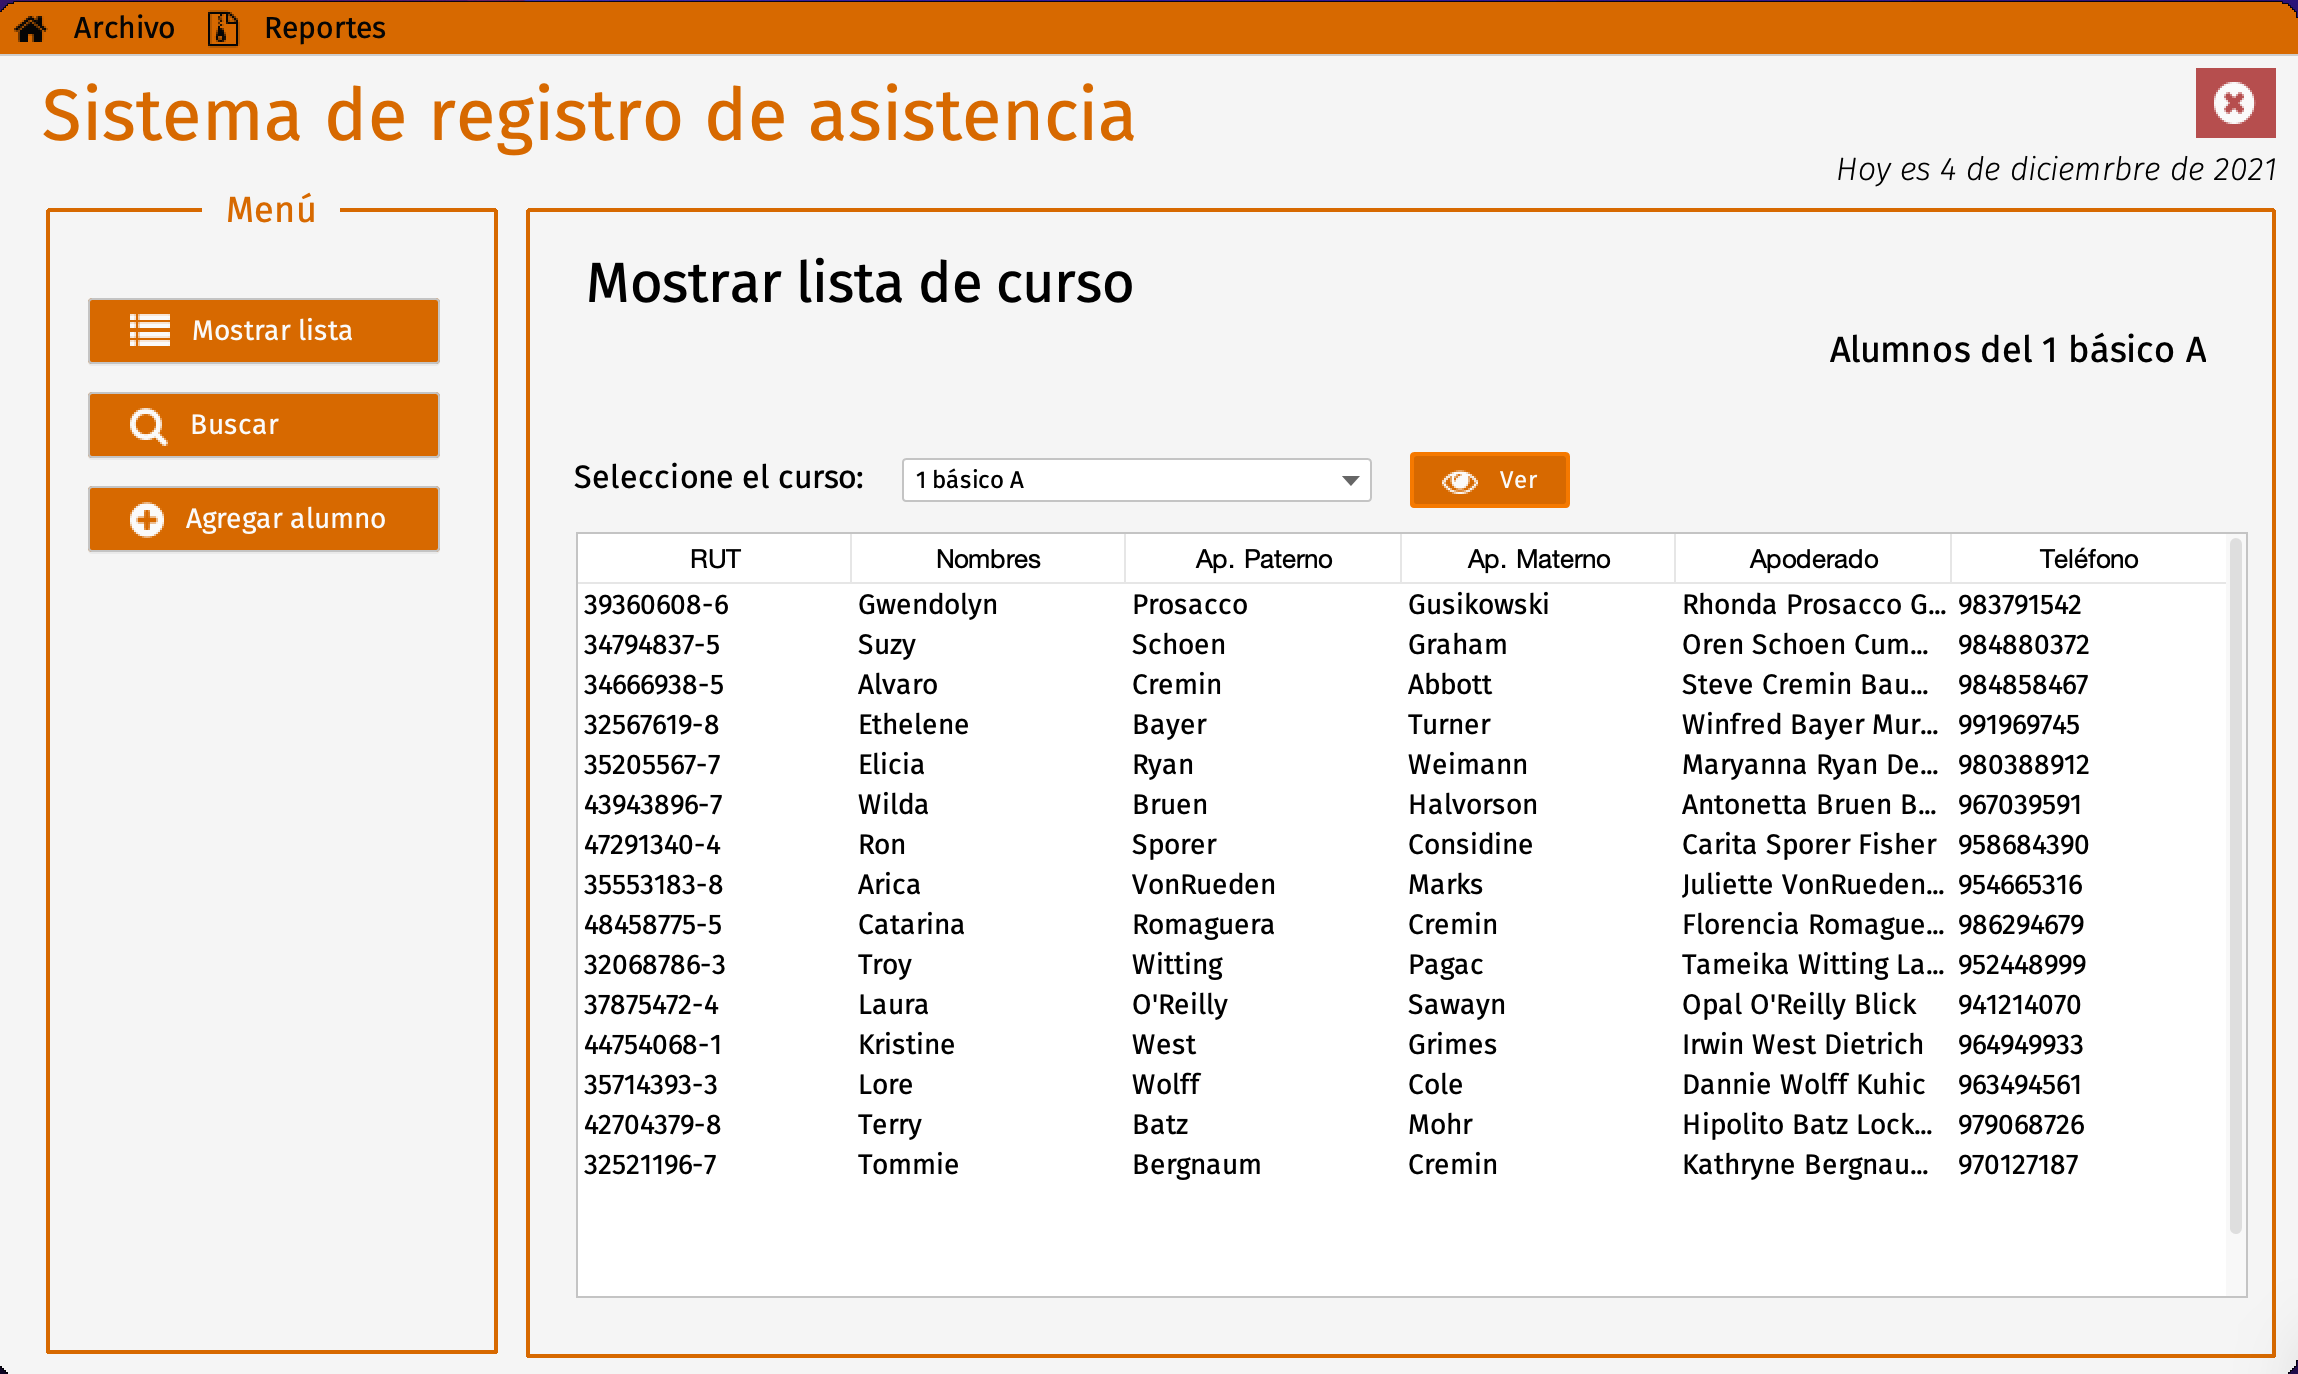 Archivo Reportes
Sistema de registro de asistencia
Hoy es 4 de diciemrbre de 2021
Menú
Mostrar lista
Buscar
Agregar alumno
Mostrar lista de curso
Alumnos del 1 básico A
Seleccione el curso: 1 básico A Ver
RUT Nombres Ap. Paterno Ap. Materno Apoderado Teléfono
39360608-6 Gwendolyn Prosacco Gusikowski Rhonda Prosacco G... 983791542
34794837-5 Suzy Schoen Graham Oren Schoen Cum... 984880372
34666938-5 Alvaro Cremin Abbott Steve Cremin Bau... 984858467
32567619-8 Ethelene Bayer Turner Winfred Bayer Mur... 991969745
35205567-7 Elicia Ryan Weimann Maryanna Ryan De... 980388912
43943896-7 Wilda Bruen Halvorson Antonetta Bruen B... 967039591
47291340-4 Ron Sporer Considine Carita Sporer Fisher 958684390
35553183-8 Arica VonRueden Marks Juliette VonRueden... 954665316
48458775-5 Catarina Romaguera Cremin Florencia Romague... 986294679
32068786-3 Troy Witting Pagac Tameika Witting La... 952448999
37875472-4 Laura O'Reilly Sawayn Opal O'Reilly Blick 941214070
44754068-1 Kristine West Grimes Irwin West Dietrich 964949933
35714393-3 Lore Wolff Cole Dannie Wolff Kuhic 963494561
42704379-8 Terry Batz Mohr Hipolito Batz Lock... 979068726
32521196-7 Tommie Bergnaum Cremin Kathryne Bergnau... 970127187